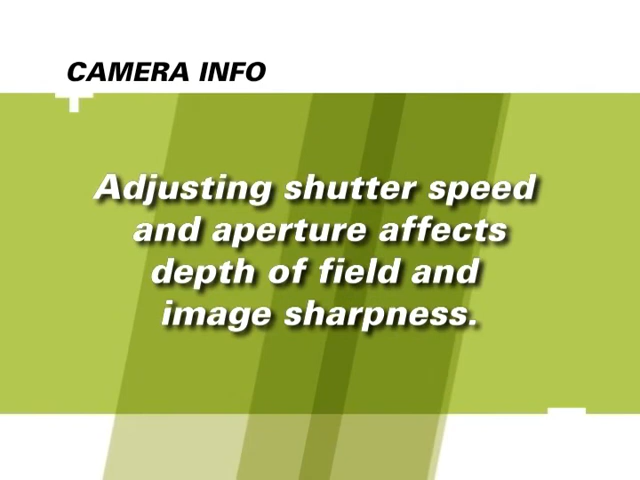 CAMERA INFO
Adjusting shutter speed
and aperture affects
depth of field and
image sharpness.